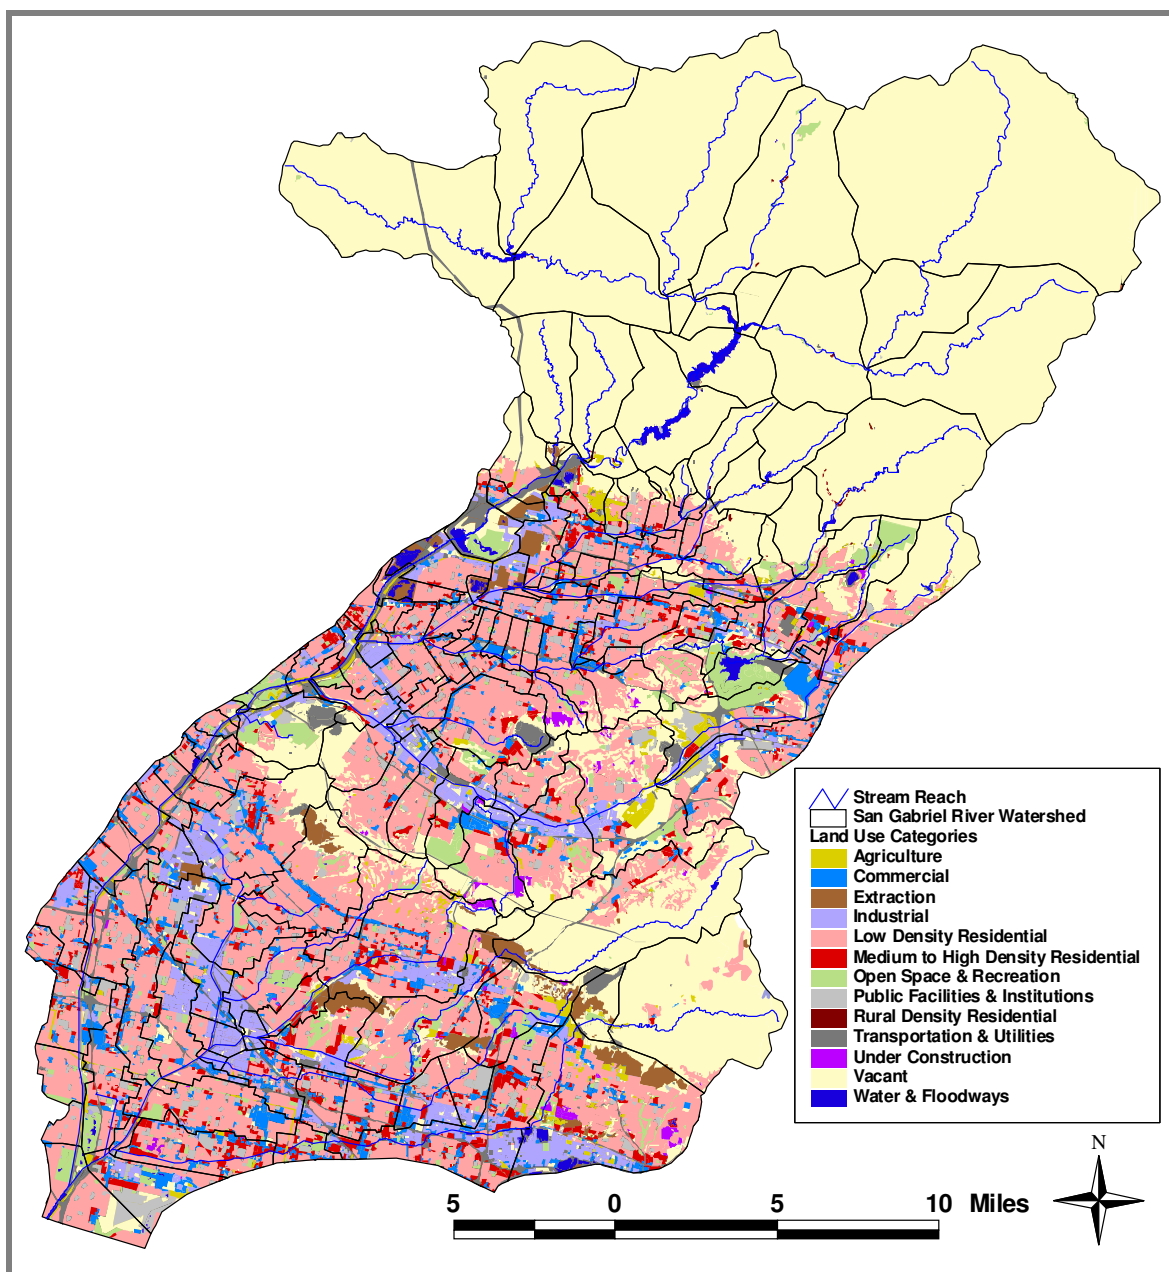 Stream Reach
San Gabriel River Watershed
Land Use Categories
Agriculture
Commercial
Extraction
Industrial
Low Density Residential
Medium to High Density Residential
Open Space & Recreation
Public Facilities & Institutions
Rural Density Residential
Transportation & Utilities
Under Construction
Vacant
Water & Floodways
N
5 0 5 10 Miles